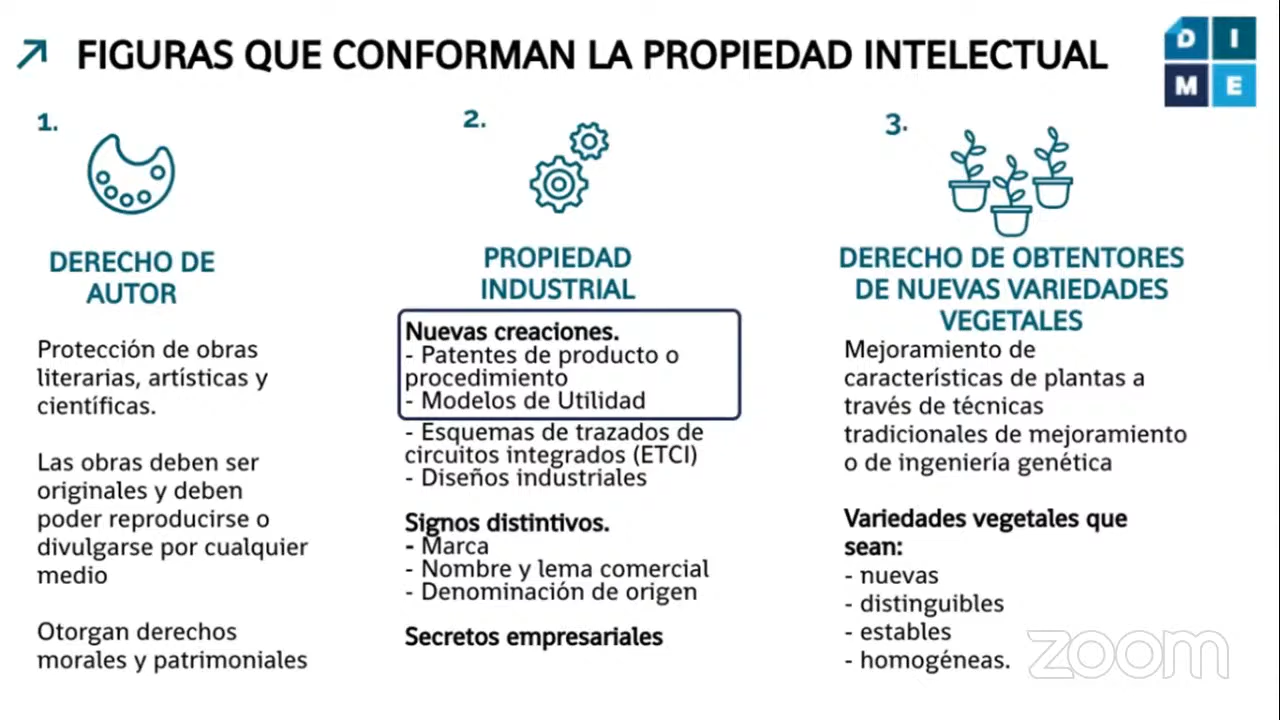 FIGURAS QUE CONFORMAN LA PROPIEDAD INTELECTUAL
D I
M E
1.
DERECHO DE
AUTOR
Protección de obras
literarias, artísticas y
científicas.
Las obras deben ser
originales y deben
poder reproducirse o
divulgarse por cualquier
medio
Otorgan derechos
morales y patrimoniales
2.
PROPIEDAD
INDUSTRIAL
Nuevas creaciones.
- Patentes de producto o
procedimiento
- Modelos de Utilidad
- Esquemas de trazados de
circuitos integrados (ETCI)
- Diseños industriales
Signos distintivos.
- Marca
- Nombre y lema comercial
- Denominación de origen
Secretos empresariales
3.
DERECHO DE OBTENTORES
DE NUEVAS VARIEDADES
VEGETALES
Mejoramiento de
características de plantas a
través de técnicas
tradicionales de mejoramiento
o de ingeniería genética
Variedades vegetales que
sean:
- nuevas
- distinguibles
- estables
- homogéneas.
zoom